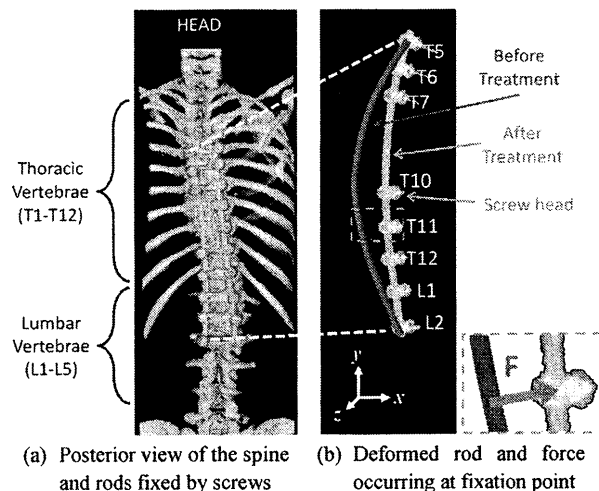 HEAD
Thoracic
Vertebrae
(T1-T12)
Lumbar
Vertebrae
(L1-L5)
T5
T6
T7
T10
T11
T12
L1
L2
Before
Treatment
After
Treatment
Screw head
y
x
z
F
(a) Posterior view of the spine
and rods fixed by screws
(b) Deformed rod and force
occurring at fixation point